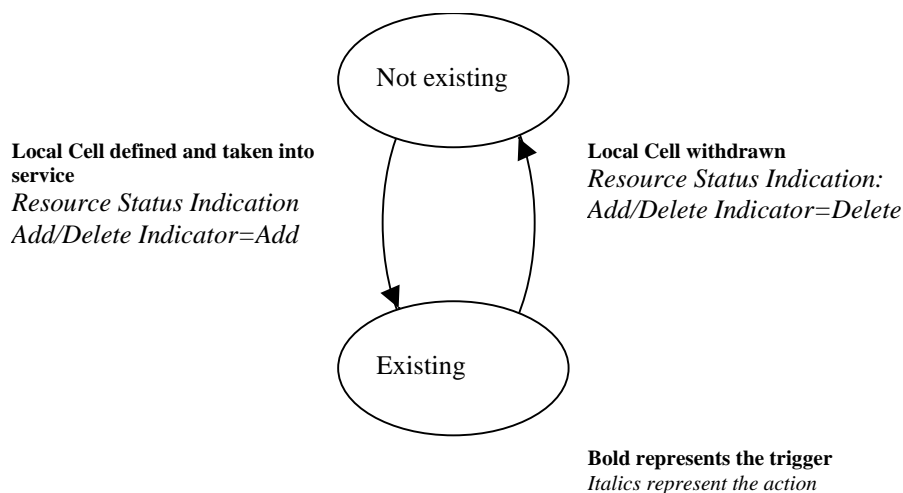 Not existing
Local Cell defined and taken into
service
Resource Status Indication
Add/Delete Indicator=Add
Local Cell withdrawn
Resource Status Indication:
Add/Delete Indicator=Delete
Existing
Bold represents the trigger
Italics represent the action